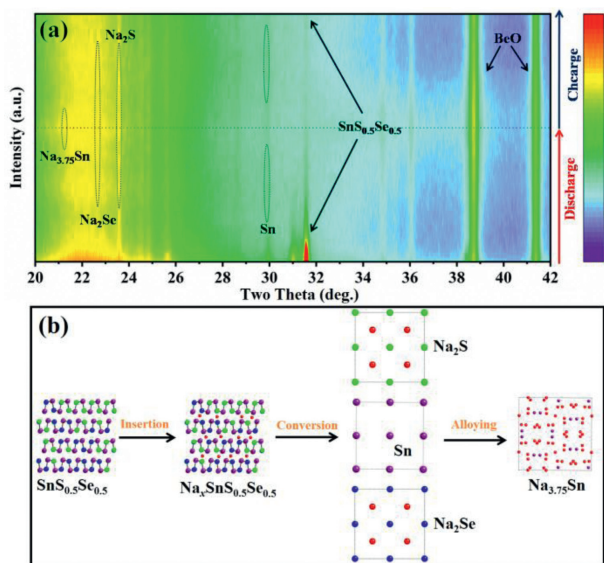 (a)
Na₂S
BeO
Intensity (a.u.)
SnS₀.₅Se₀.₅
Na₃.₇₅Sn
Na₂Se
Sn
Chcarge
Discharge
20 22 24 26 28 30 32 34 36 38 40 42
Two Theta (deg.)
(b)
Na₂S
Insertion
Conversion
Sn
Alloying
SnS₀.₅Se₀.₅
NaₓSnS₀.₅Se₀.₅
Na₃.₇₅Sn
Na₂Se